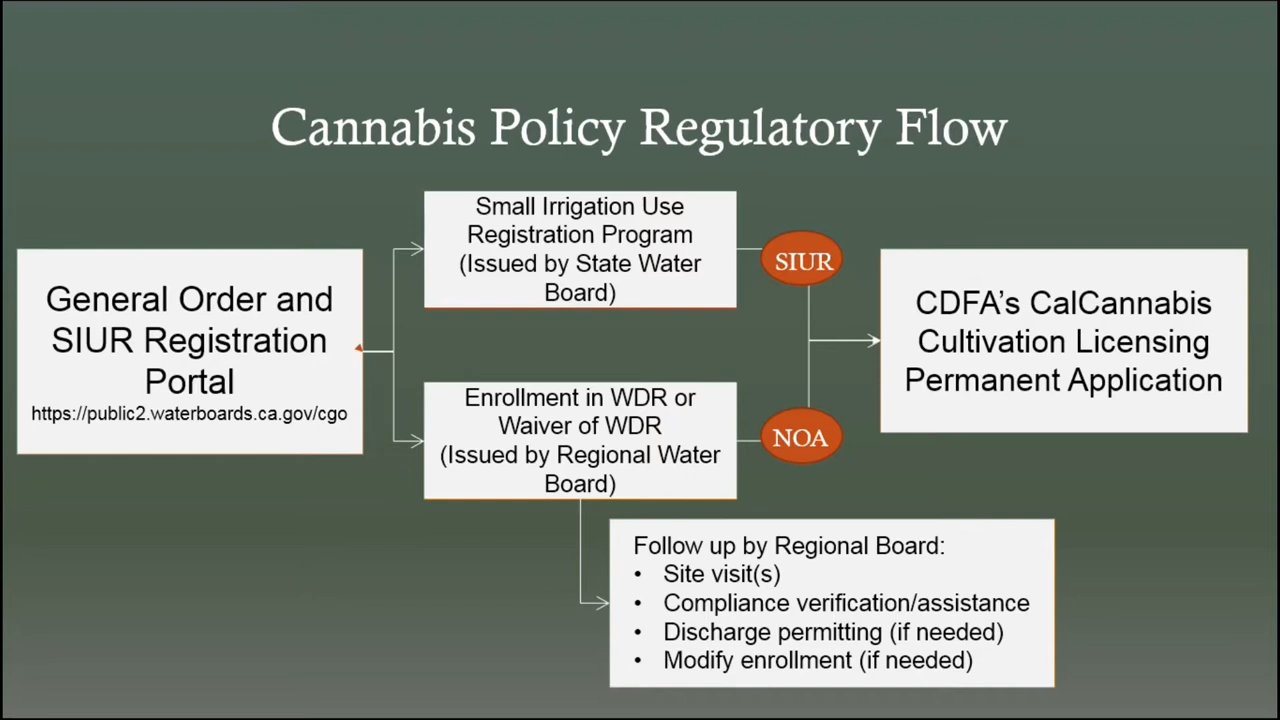 Cannabis Policy Regulatory Flow
General Order and
SIUR Registration
Portal
https://public2.waterboards.ca.gov/cgo
Small Irrigation Use
Registration Program
(Issued by State Water
Board)
SIUR
Enrollment in WDR or
Waiver of WDR
(Issued by Regional Water
Board)
NOA
CDFA’s CalCannabis
Cultivation Licensing
Permanent Application
Follow up by Regional Board:
• Site visit(s)
• Compliance verification/assistance
• Discharge permitting (if needed)
• Modify enrollment (if needed)